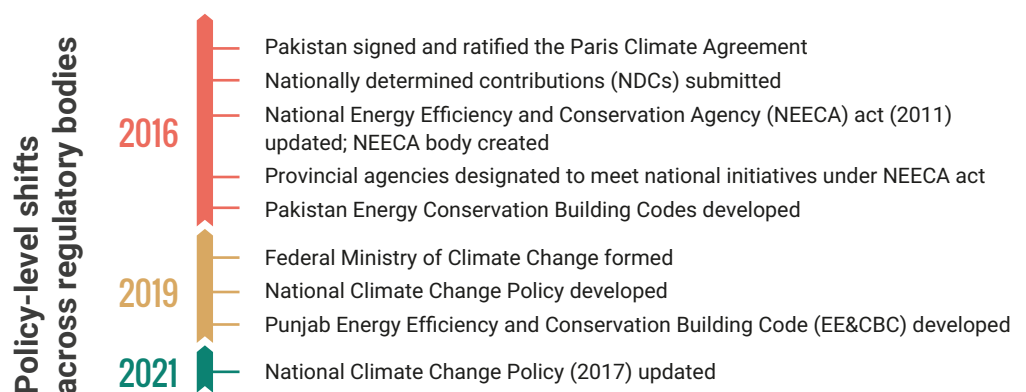 Policy-level shifts
across regulatory bodies
2016
Pakistan signed and ratified the Paris Climate Agreement
Nationally determined contributions (NDCs) submitted
National Energy Efficiency and Conservation Agency (NEECA) act (2011)
updated; NEECA body created
Provincial agencies designated to meet national initiatives under NEECA act
Pakistan Energy Conservation Building Codes developed
2019
Federal Ministry of Climate Change formed
National Climate Change Policy developed
Punjab Energy Efficiency and Conservation Building Code (EE&CBC) developed
2021
National Climate Change Policy (2017) updated